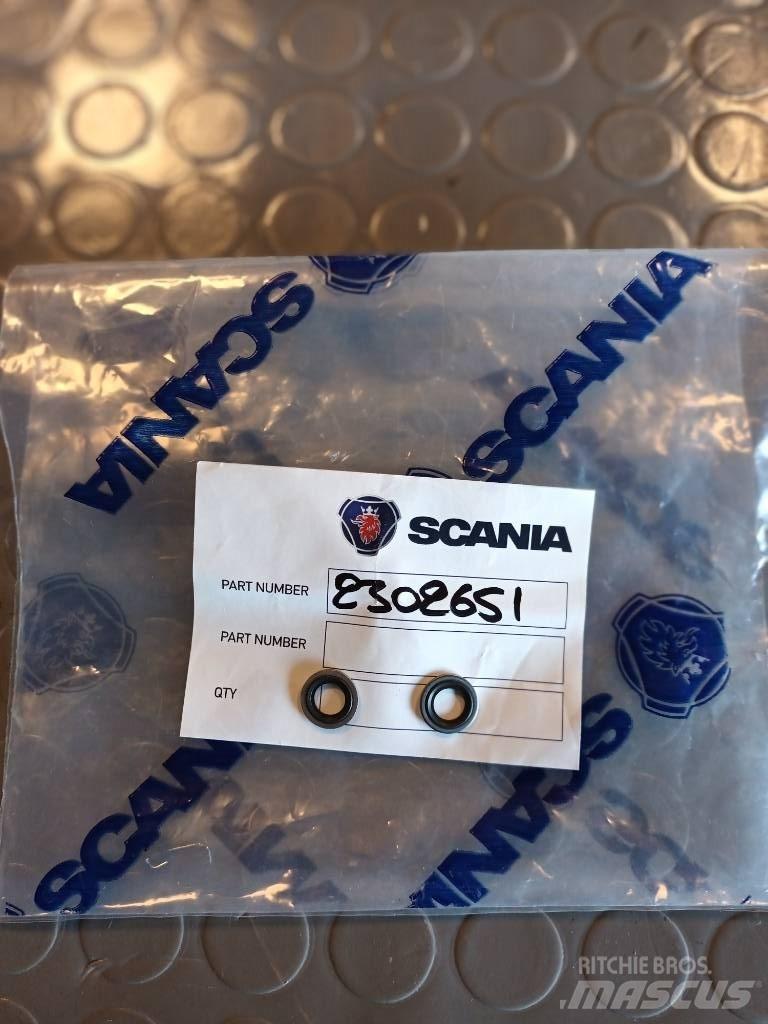 SCANIA
SCANIA
SCANIA
PART NUMBER 2302651
PART NUMBER
QTY
SCANIA
SCANIA
RITCHIE BROS.
MASCUS